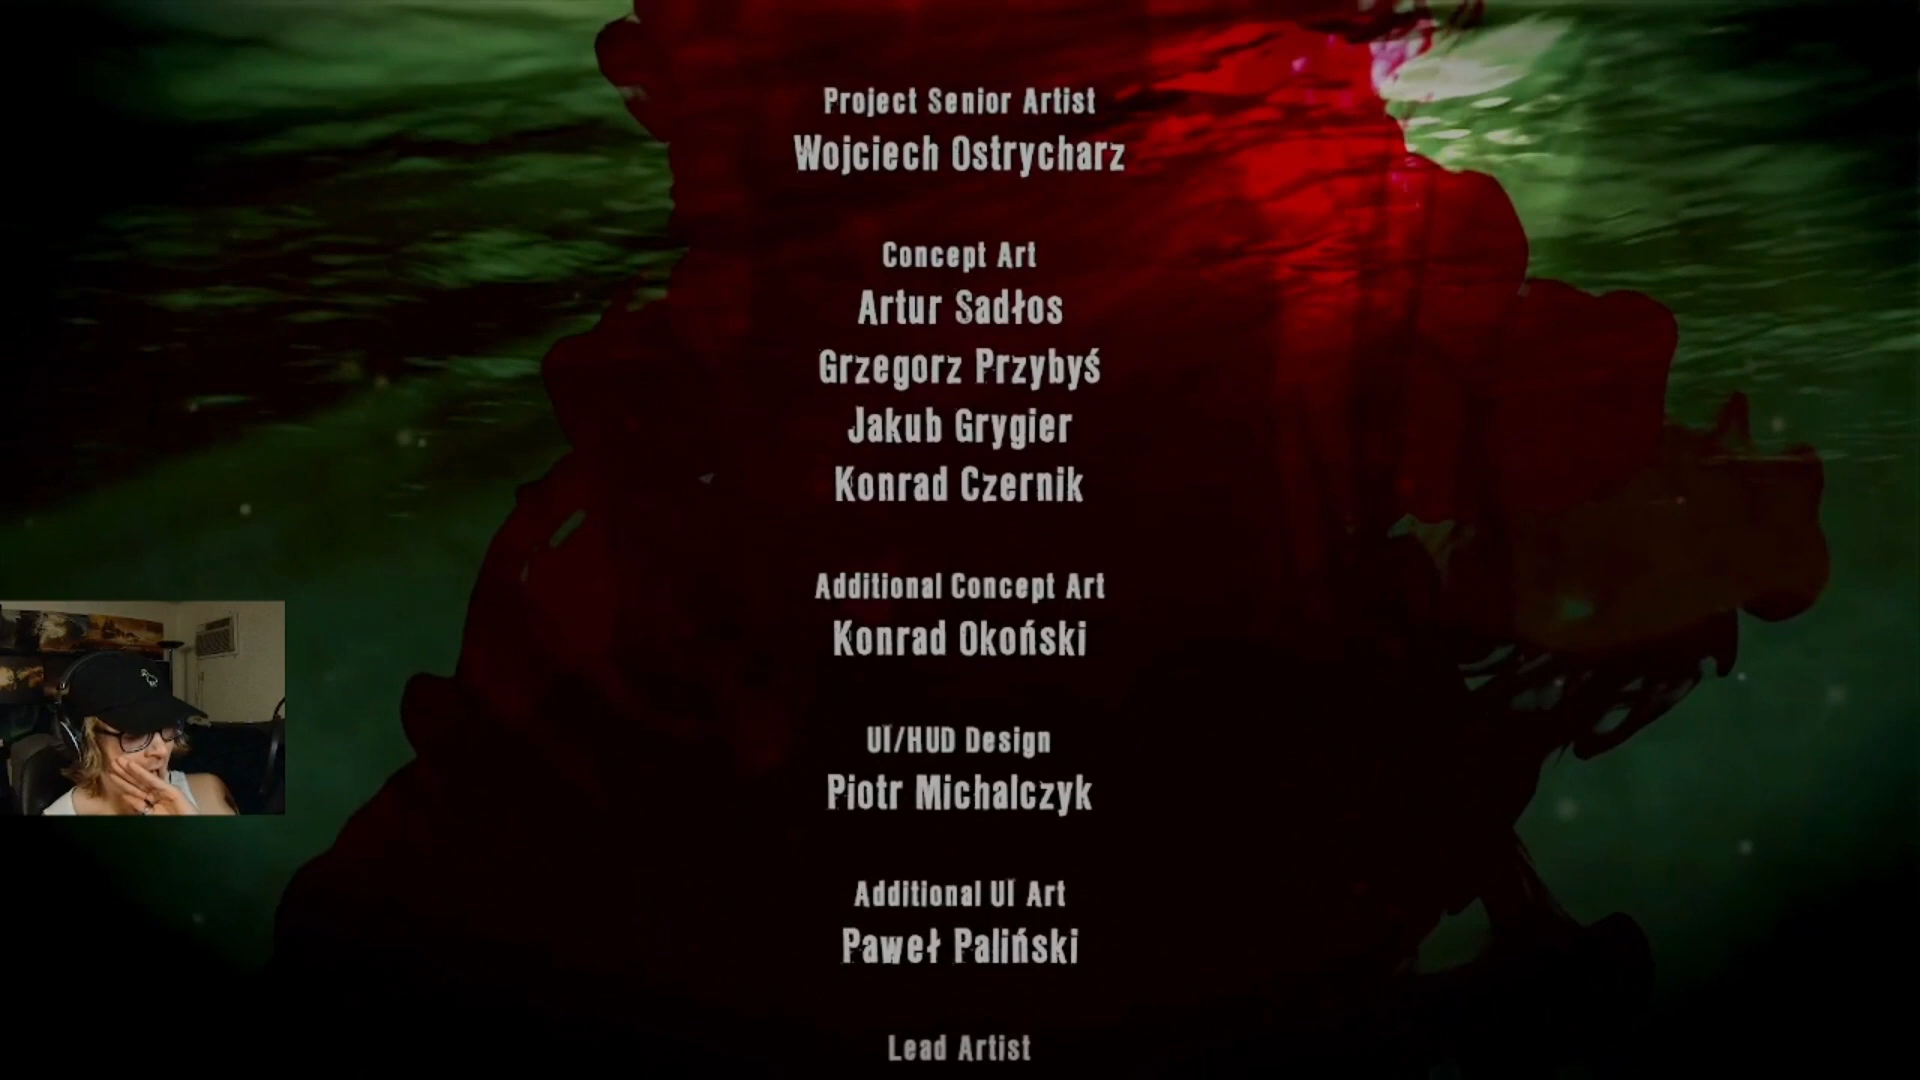 Project Senior Artist
Wojciech Ostrycharz
Concept Art
Artur Sadłos
Grzegorz Przybyś
Jakub Grygier
Konrad Czernik
Additional Concept Art
Konrad Okoński
UI/HUD Design
Piotr Michalczyk
Additional UI Art
Paweł Paliński
Lead Artist